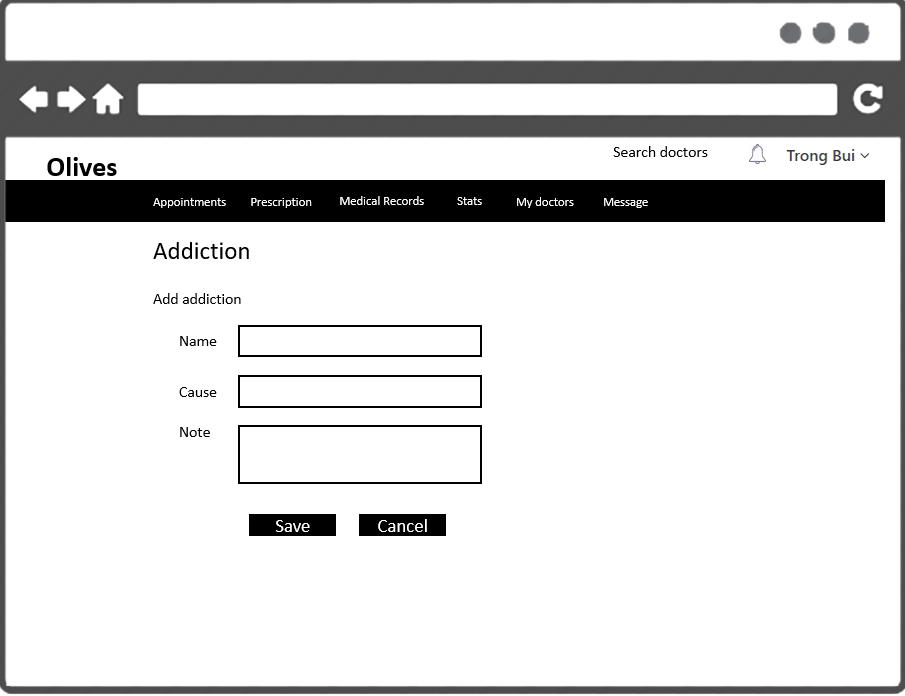 Search doctors
Trong Bui
Olives
Appointments Prescription Medical Records Stats My doctors Message
Addiction
Add addiction
Name
Cause
Note
Save Cancel